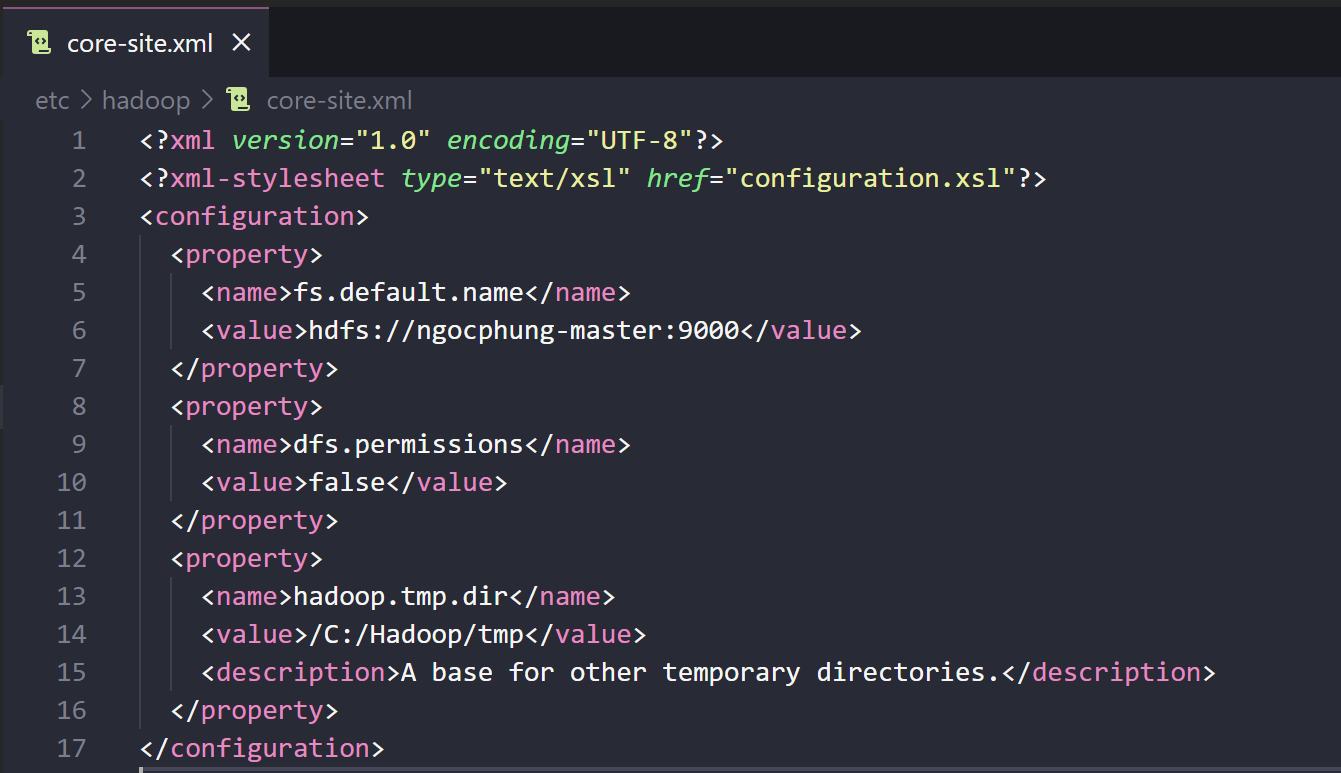 core-site.xml
etc > hadoop > core-site.xml
1 <?xml version="1.0" encoding="UTF-8"?>
2 <?xml-stylesheet type="text/xsl" href="configuration.xsl"?>
3 <configuration>
4   <property>
5     <name>fs.default.name</name>
6     <value>hdfs://ngocphung-master:9000</value>
7   </property>
8   <property>
9     <name>dfs.permissions</name>
10     <value>false</value>
11   </property>
12   <property>
13     <name>hadoop.tmp.dir</name>
14     <value>/C:/Hadoop/tmp</value>
15     <description>A base for other temporary directories.</description>
16   </property>
17 </configuration>